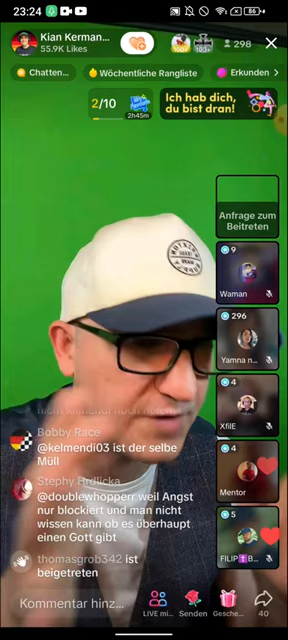 23:24
86
Kian Kerman...
55.9K Likes
100+
100+
298
Chatten...
Wöchentliche Rangliste
Erkunden
2/10
2h45m
Ich hab dich,
du bist dran!
Anfrage zum
Beitreten
9
Waman
296
Yamna n...
4
XfilE
4
Mentor
5
FILIP✝️B...
Bobby Race
@kelmendi03 ist der selbe
Müll
Stephy Hrdlicka
@doublewhopperr weil Angst
nur blockiert und man nicht
wissen kann ob es überhaupt
einen Gott gibt
thomasgrob342 ist
beigetreten
Kommentar hinz...
LIVE mi...
Senden
Gesche...
40